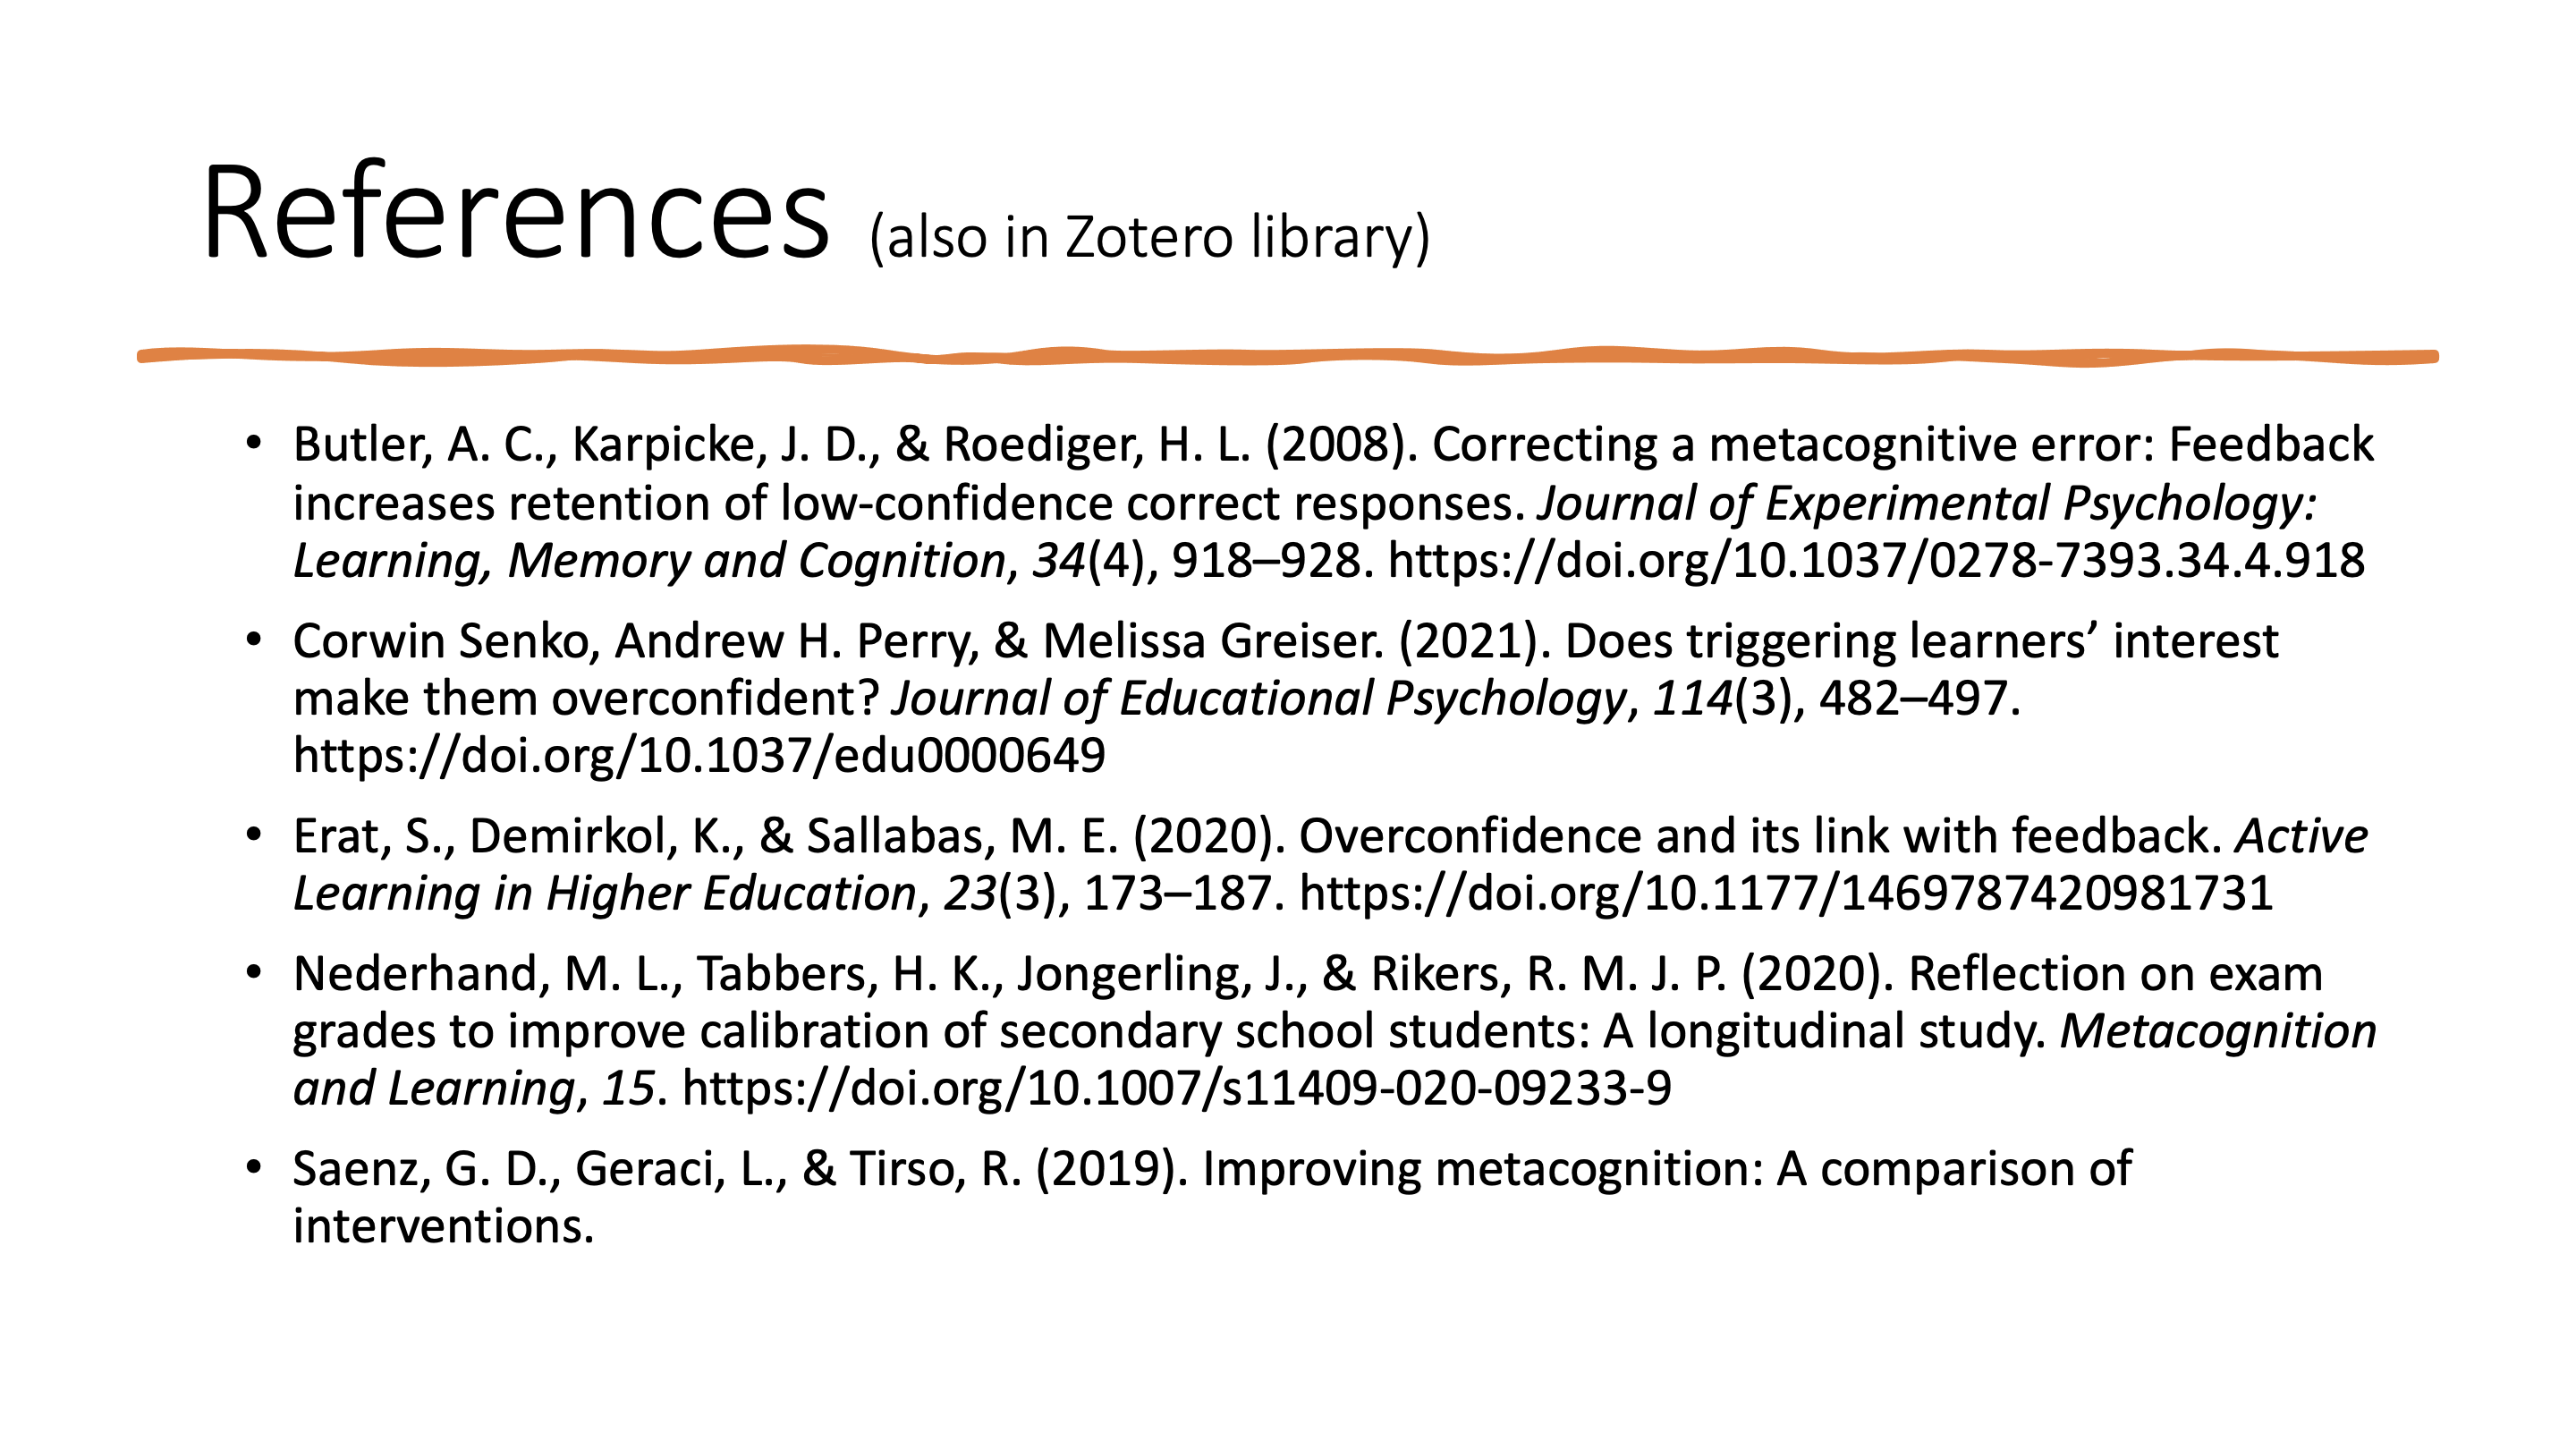 References (also in Zotero library)
• Butler, A. C., Karpicke, J. D., & Roediger, H. L. (2008). Correcting a metacognitive error: Feedback
increases retention of low-confidence correct responses. Journal of Experimental Psychology:
Learning, Memory and Cognition, 34(4), 918–928. https://doi.org/10.1037/0278-7393.34.4.918
• Corwin Senko, Andrew H. Perry, & Melissa Greiser. (2021). Does triggering learners’ interest
make them overconfident? Journal of Educational Psychology, 114(3), 482–497.
https://doi.org/10.1037/edu0000649
• Erat, S., Demirkol, K., & Sallabas, M. E. (2020). Overconfidence and its link with feedback. Active
Learning in Higher Education, 23(3), 173–187. https://doi.org/10.1177/1469787420981731
• Nederhand, M. L., Tabbers, H. K., Jongerling, J., & Rikers, R. M. J. P. (2020). Reflection on exam
grades to improve calibration of secondary school students: A longitudinal study. Metacognition
and Learning, 15. https://doi.org/10.1007/s11409-020-09233-9
• Saenz, G. D., Geraci, L., & Tirso, R. (2019). Improving metacognition: A comparison of
interventions.